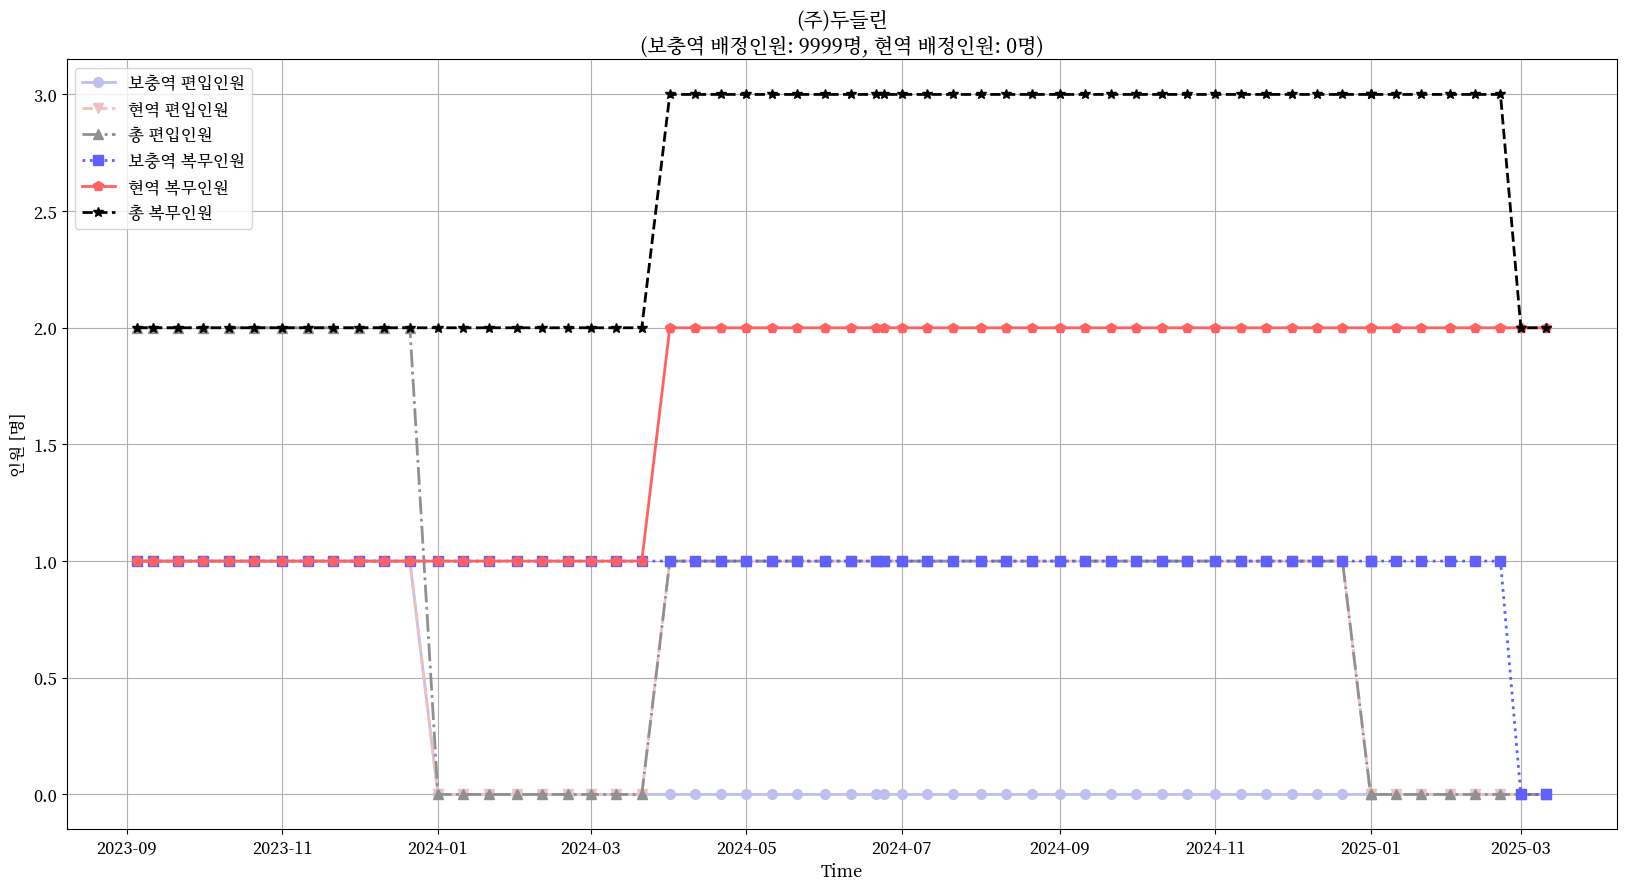 (주)두들린
(보충역 배정인원: 9999명, 현역 배정인원: 0명)
보충역 편입인원
현역 편입인원
총 편입인원
보충역 복무인원
현역 복무인원
총 복무인원
인원 [명]
3.0
2.5
2.0
1.5
1.0
0.5
0.0
2023-09 2023-11 2024-01 2024-03 2024-05 2024-07 2024-09 2024-11 2025-01 2025-03
Time